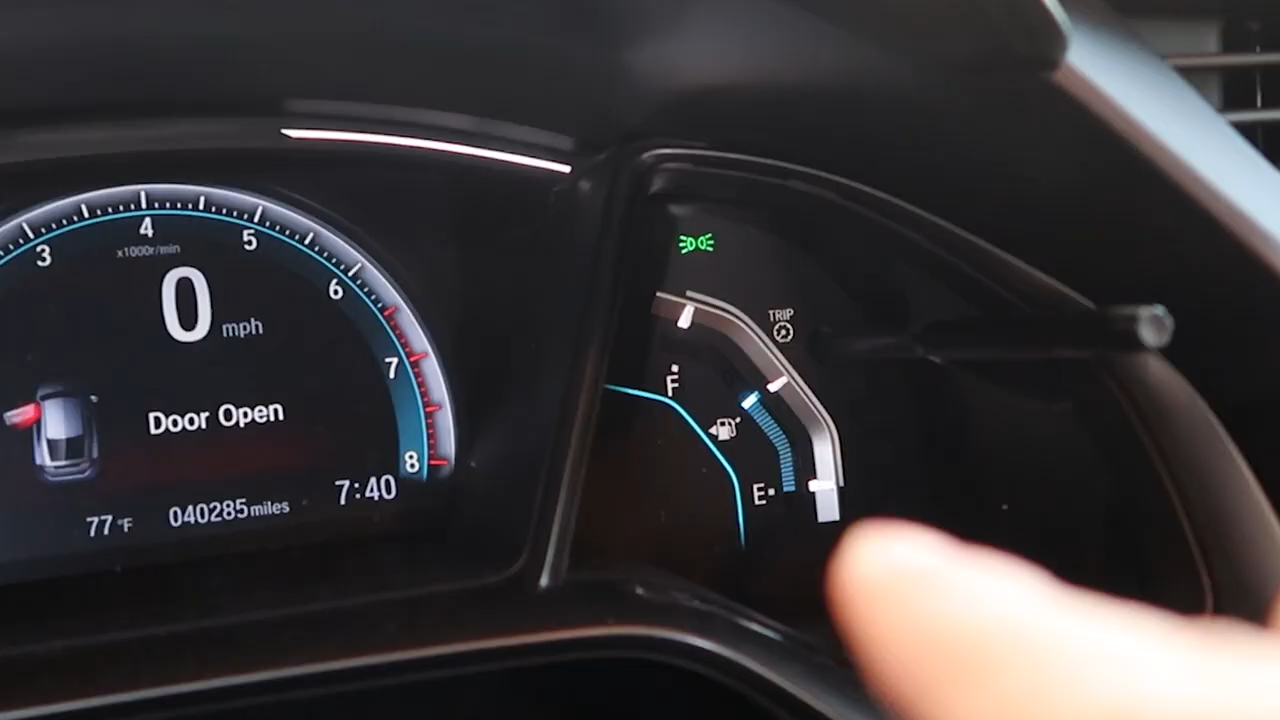 3 4 5 6 7 8
x1000r/min
0 mph
Door Open
7:40
77°F
040285 miles
TRIP
F
E